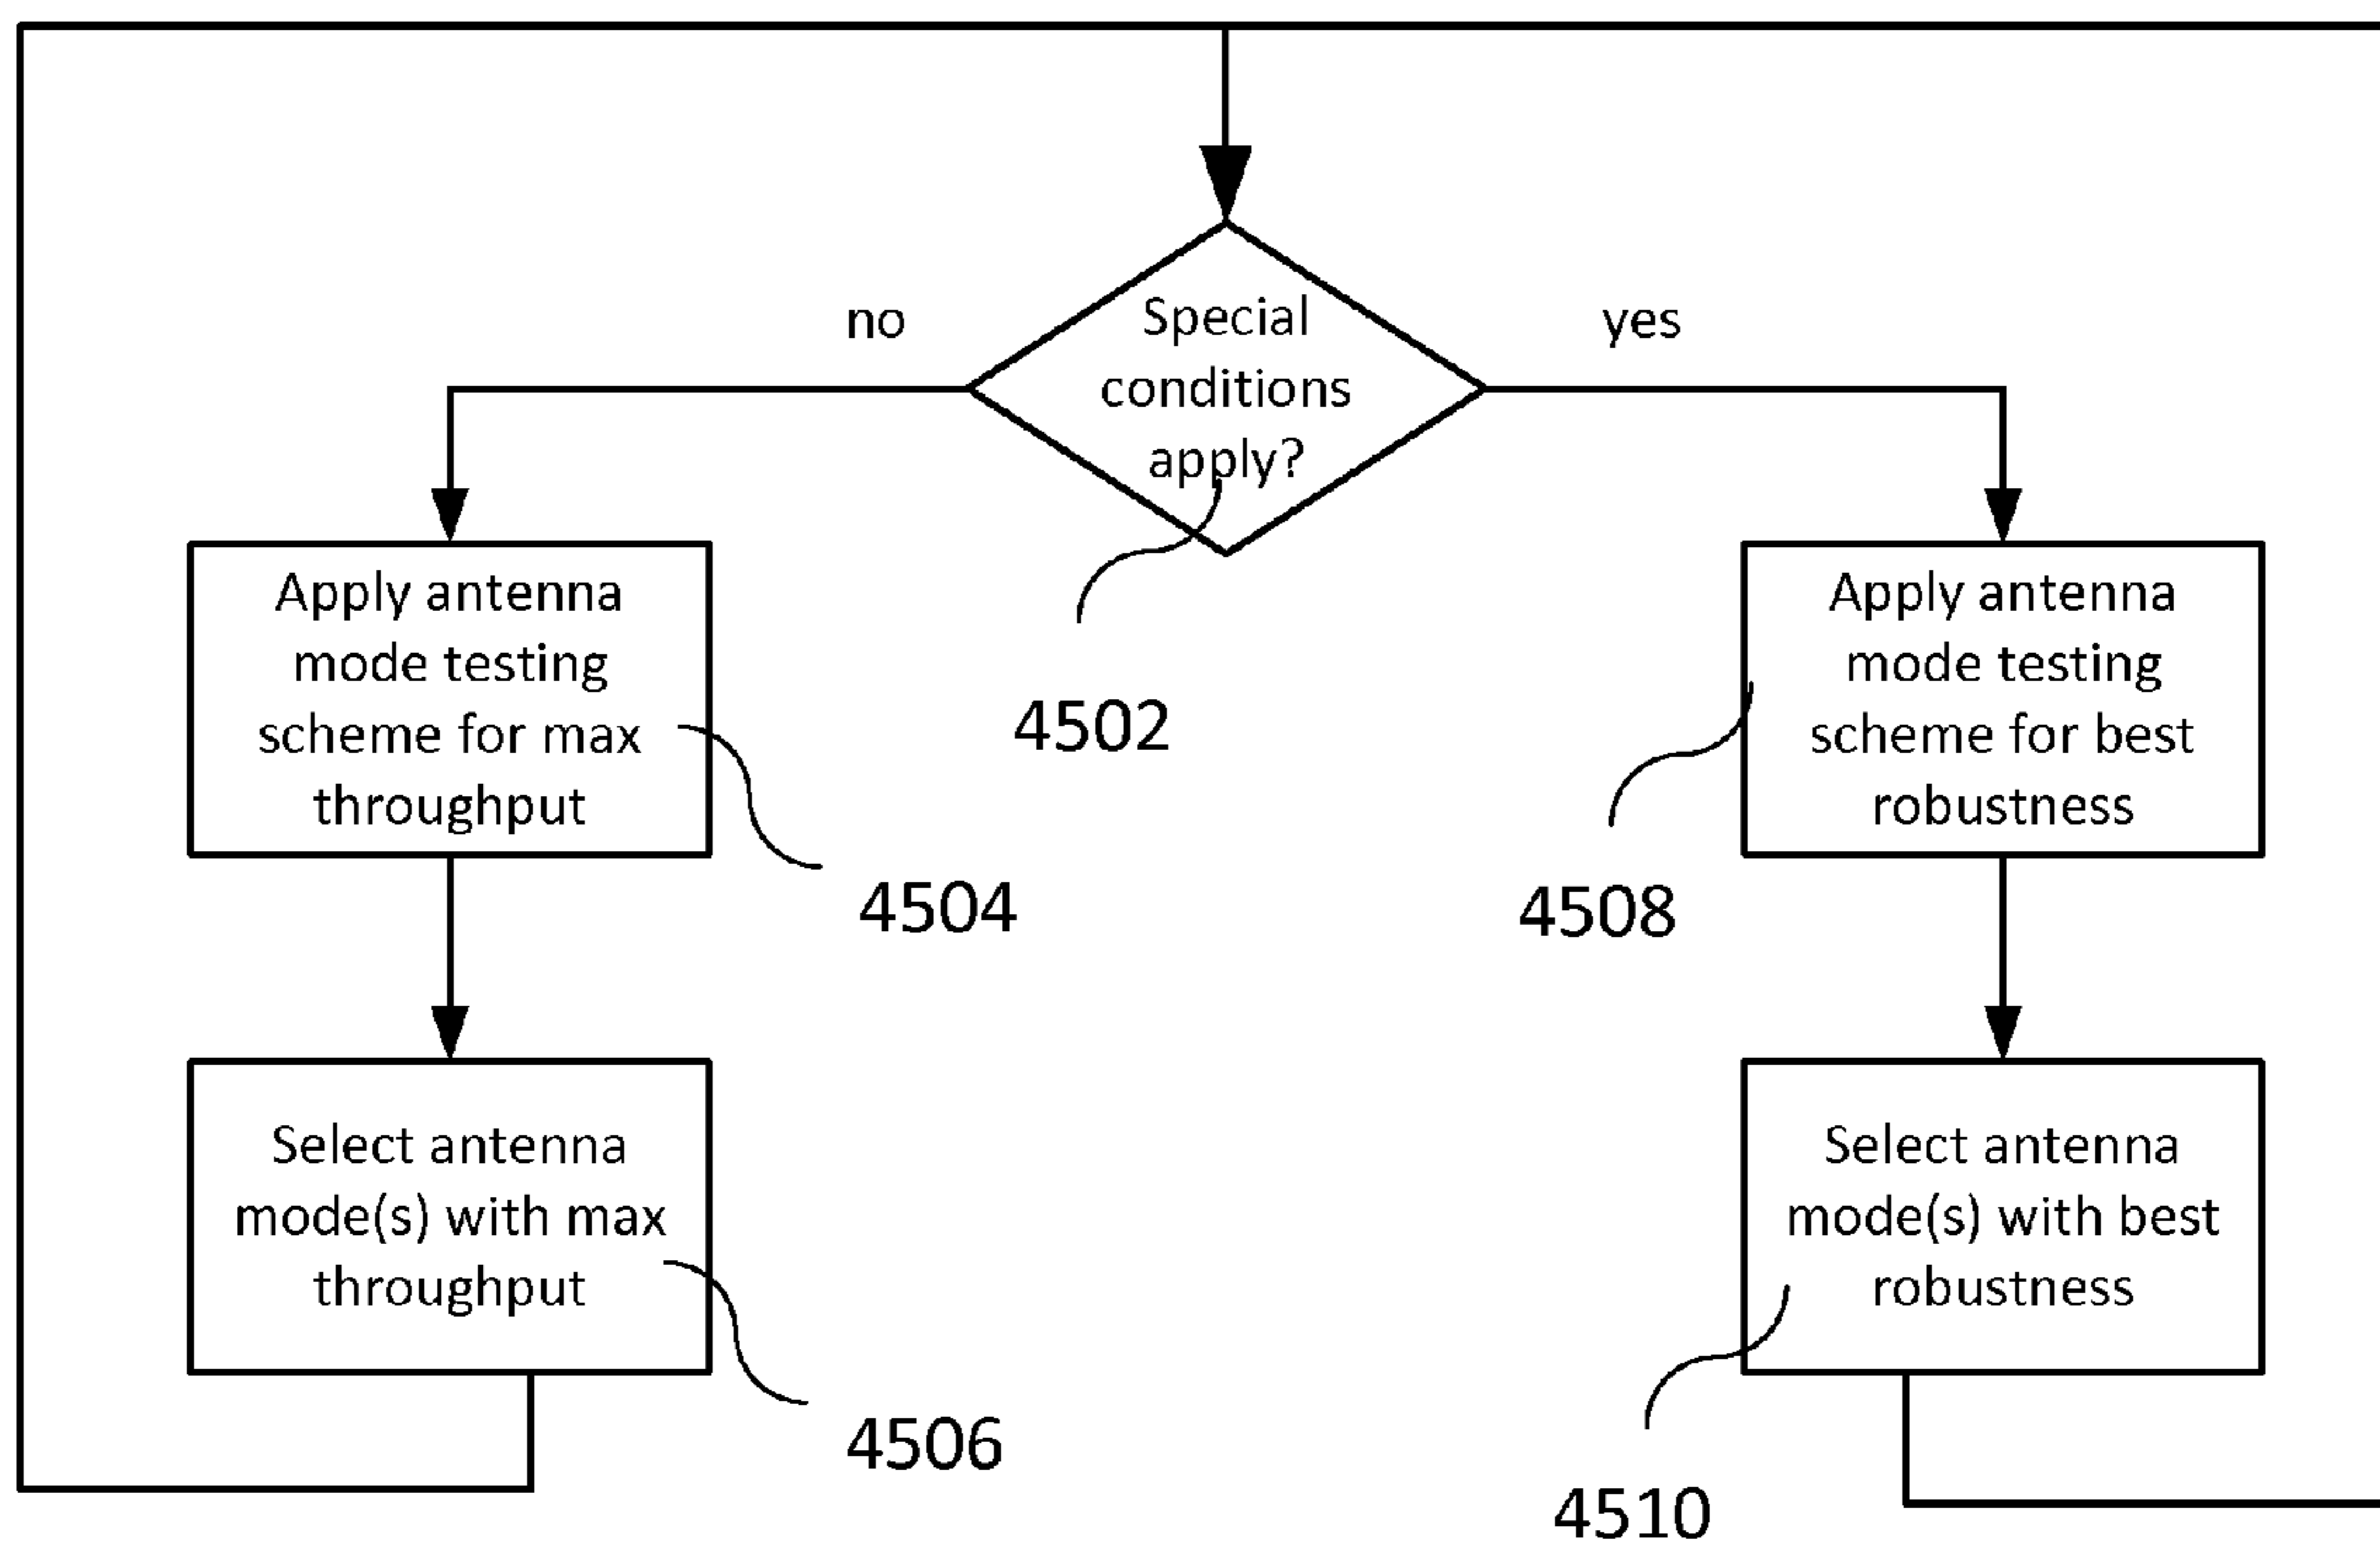 no
Special
conditions
apply?
yes
4502
Apply antenna
mode testing
scheme for max
throughput
4504
Apply antenna
mode testing
scheme for best
robustness
4508
Select antenna
mode(s) with max
throughput
4506
Select antenna
mode(s) with best
robustness
4510